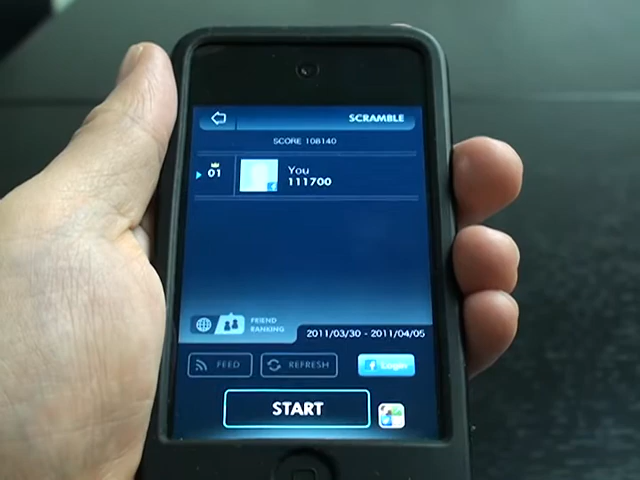 SCRAMBLE
SCORE 108140
01
You
111700
FRIEND
RANKING
2011/03/30 - 2011/04/05
FEED
REFRESH
f Login
START